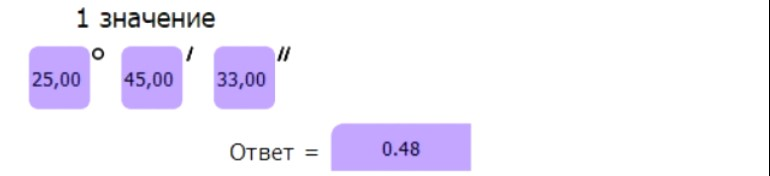 1 значение
25,00 ° 45,00 ′ 33,00 ″
Ответ = 0.48